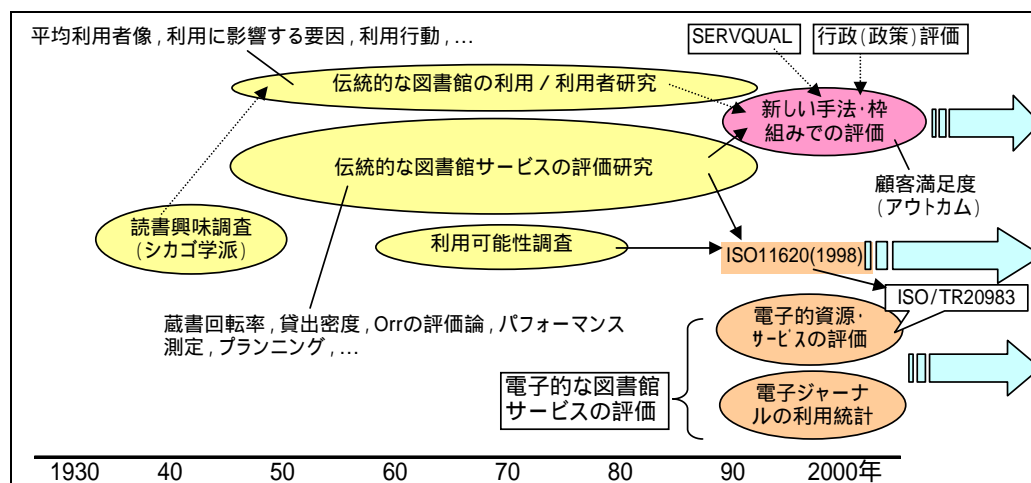 平均利用者像，利用に影響する要因，利用行動，…
SERVQUAL
行政(政策)評価
伝統的な図書館の利用 / 利用者研究
新しい手法・枠
組みでの評価
伝統的な図書館サービスの評価研究
顧客満足度
(アウトカム)
読書興味調査
(シカゴ学派)
利用可能性調査
ISO11620(1998)
ISO/TR20983
蔵書回転率，貸出密度，Orrの評価論，パフォーマンス
測定，プランニング，…
電子的資源・
サービスの評価
電子的な図書館
サービスの評価
電子ジャーナ
ルの利用統計
1930 40 50 60 70 80 90 2000年